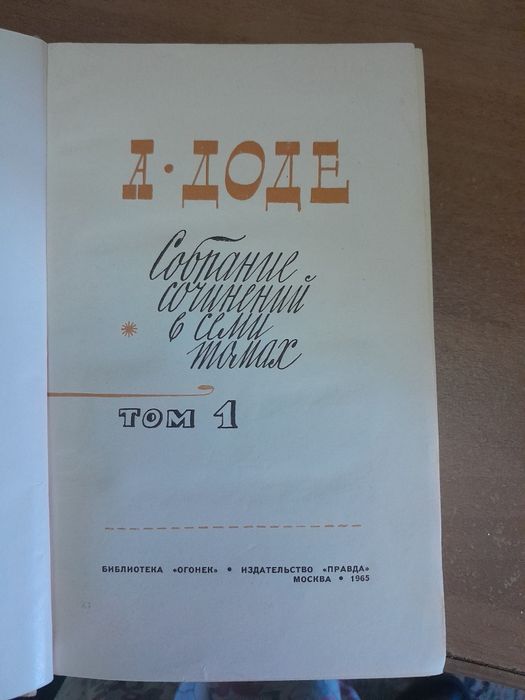 А · ДОДЕ
Собрание
сочинений
в семи
томах
ТОМ 1
БИБЛИОТЕКА «ОГОНЕК» • ИЗДАТЕЛЬСТВО «ПРАВДА»
МОСКВА • 1965